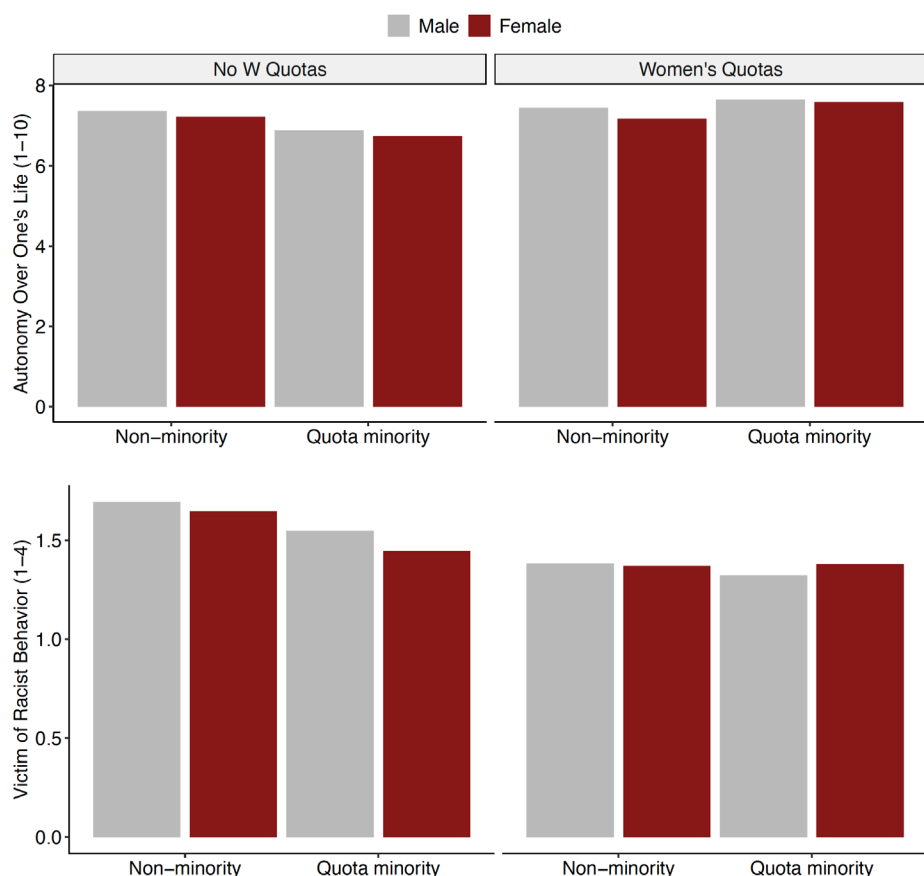 Male Female
No W Quotas Women's Quotas
Autonomy Over One's Life (1–10)
8
6
4
2
0
Non–minority Quota minority Non–minority Quota minority
Victim of Racist Behavior (1–4)
1.5
1.0
0.5
0.0
Non–minority Quota minority Non–minority Quota minority